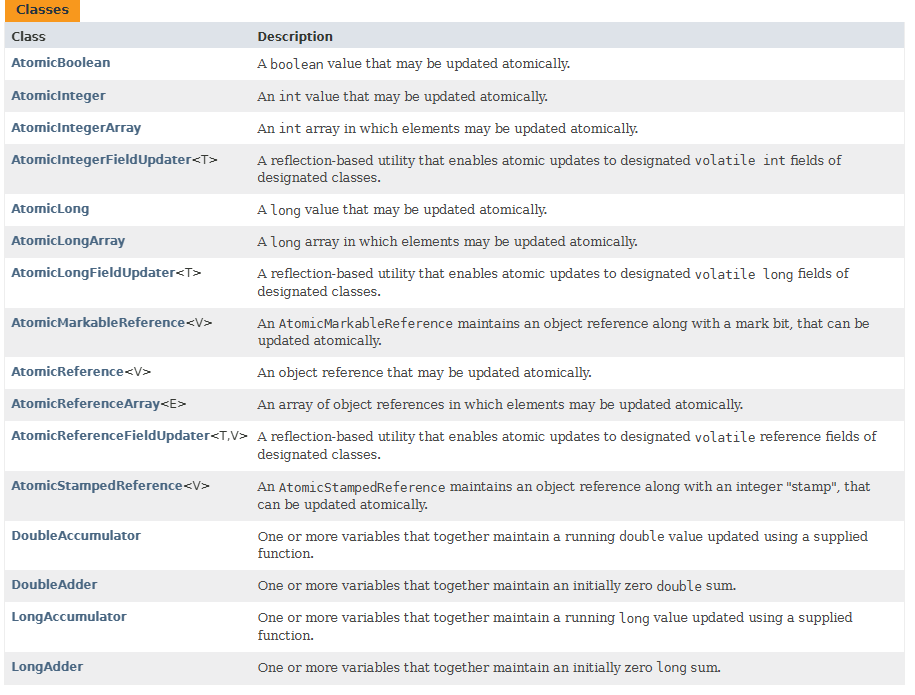 Classes
Class Description
AtomicBoolean A boolean value that may be updated atomically.
AtomicInteger An int value that may be updated atomically.
AtomicIntegerArray An int array in which elements may be updated atomically.
AtomicIntegerFieldUpdater<T> A reflection-based utility that enables atomic updates to designated volatile int fields of
designated classes.
AtomicLong A long value that may be updated atomically.
AtomicLongArray A long array in which elements may be updated atomically.
AtomicLongFieldUpdater<T> A reflection-based utility that enables atomic updates to designated volatile long fields of
designated classes.
AtomicMarkableReference<V> An AtomicMarkableReference maintains an object reference along with a mark bit, that can be
updated atomically.
AtomicReference<V> An object reference that may be updated atomically.
AtomicReferenceArray<E> An array of object references in which elements may be updated atomically.
AtomicReferenceFieldUpdater<T,V> A reflection-based utility that enables atomic updates to designated volatile reference fields of
designated classes.
AtomicStampedReference<V> An AtomicStampedReference maintains an object reference along with an integer "stamp", that
can be updated atomically.
DoubleAccumulator One or more variables that together maintain a running double value updated using a supplied
function.
DoubleAdder One or more variables that together maintain an initially zero double sum.
LongAccumulator One or more variables that together maintain a running long value updated using a supplied
function.
LongAdder One or more variables that together maintain an initially zero long sum.